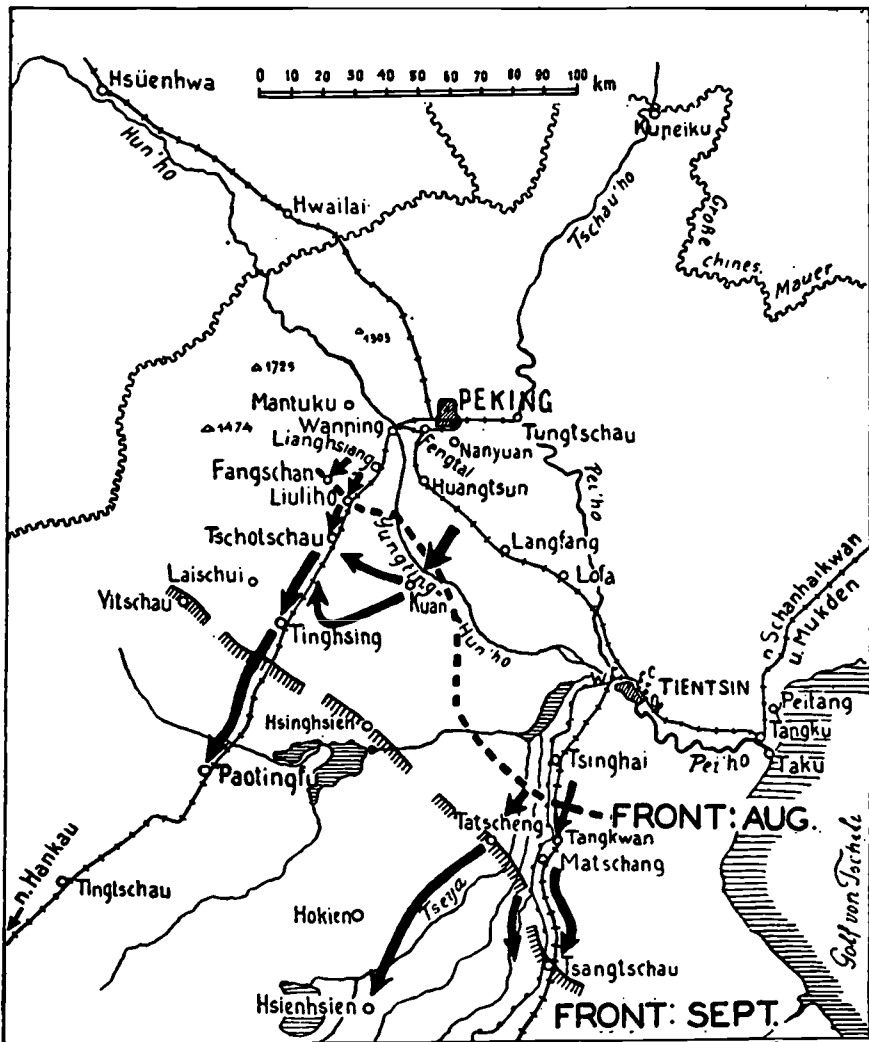 Hsüenhwa
0 10 20 30 40 50 60 70 80 90 100 km
Kupeiku
Hun'ho
Hwailai
Tschau'ho
Große
chines.
Mauer
1303
1725
Mantuku
PEKING
1474
Wanping
Fengtai
Nanyuan
Tungtschau
Lianghsiang
Fangschan
Huangtsun
Pei'ho
Liuliho
Tschotschau
Yungting
Langfang
Lofa
Laischui
Kuan
n Schanhaikwan
u. Mukden
Yitschau
Tinghsing
Hun'ho
TIENTSIN
Peitang
Hsinghsien
Tangku
Tsinghai
Pei'ho
Taku
Paotingfu
FRONT: AUG.
Tatscheng
Tangkwan
Matschang
n. Hankau
Tingtschau
Tseya
Hokien
Golf von Tscheli
Tsangtschau
Hsienhsien
FRONT: SEPT.